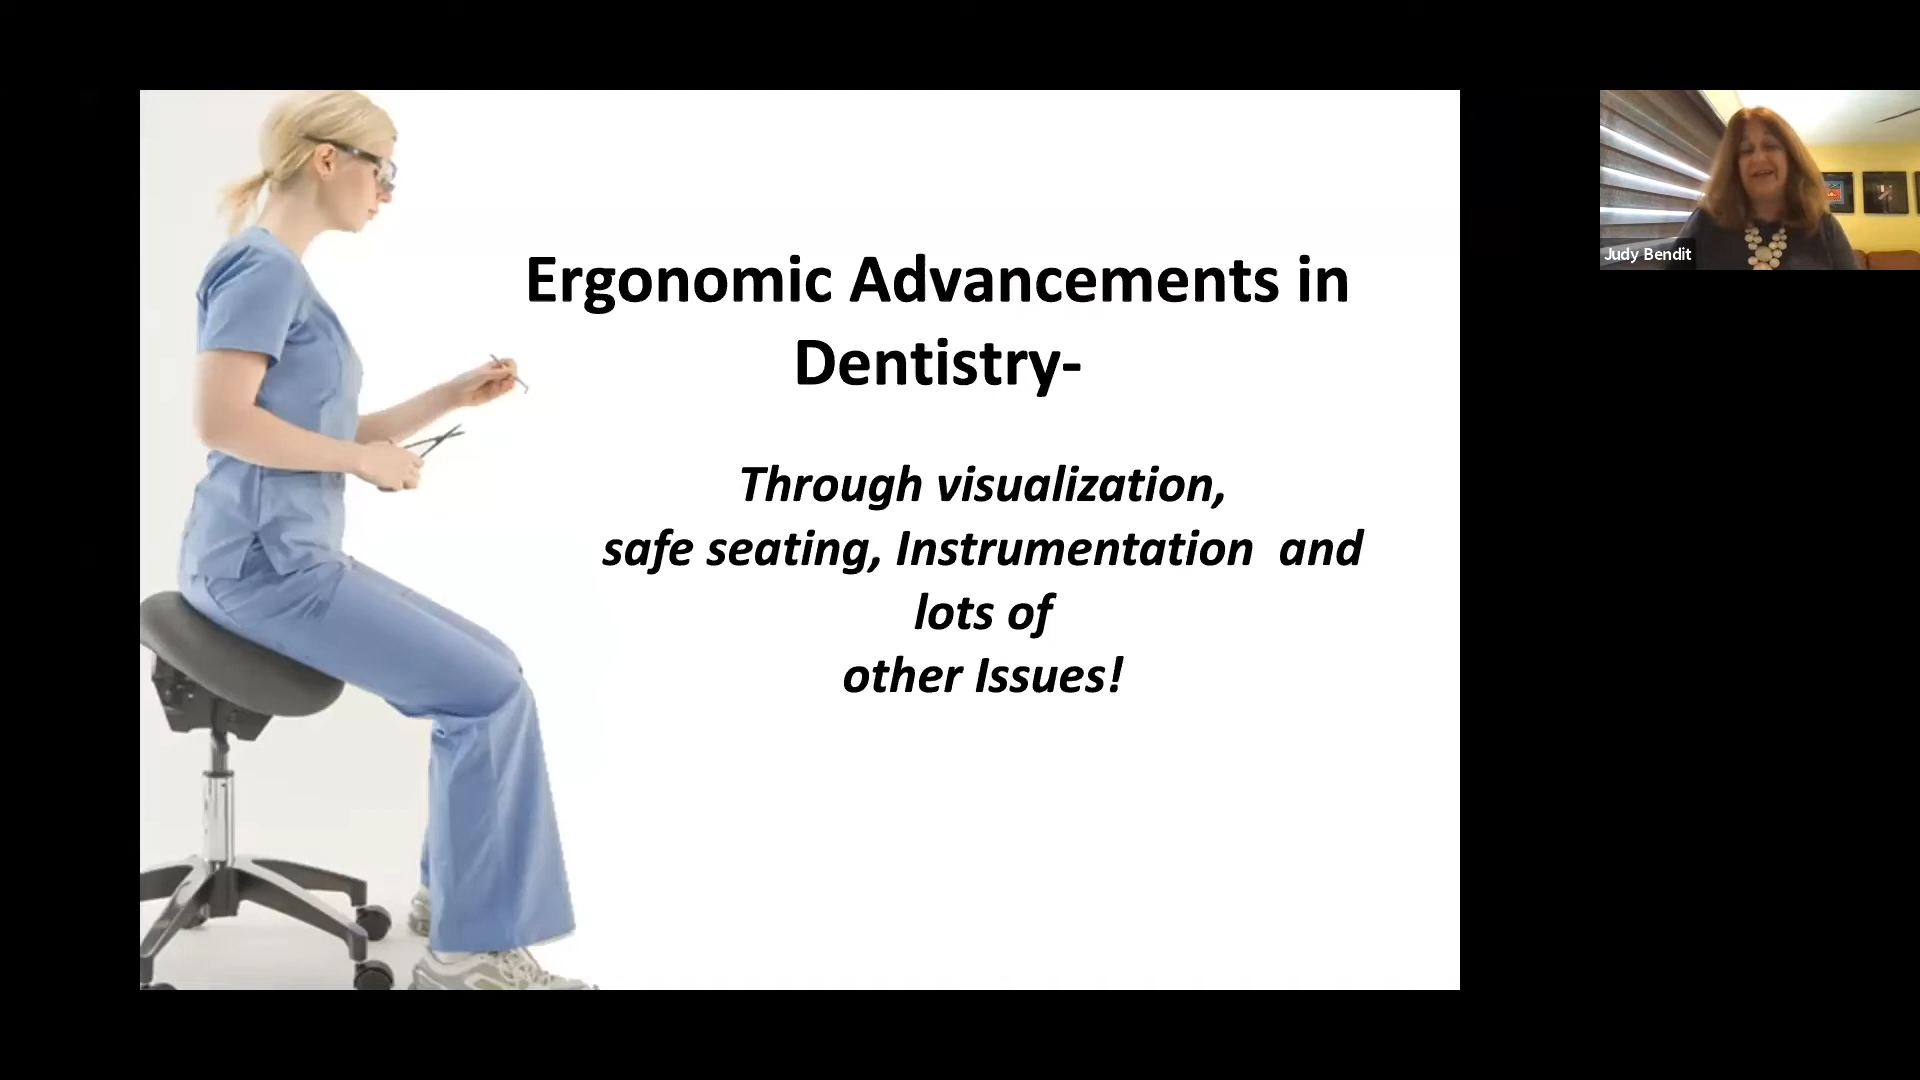 Ergonomic Advancements in
Dentistry-
Through visualization,
safe seating, Instrumentation and
lots of
other Issues!
Judy Bendit